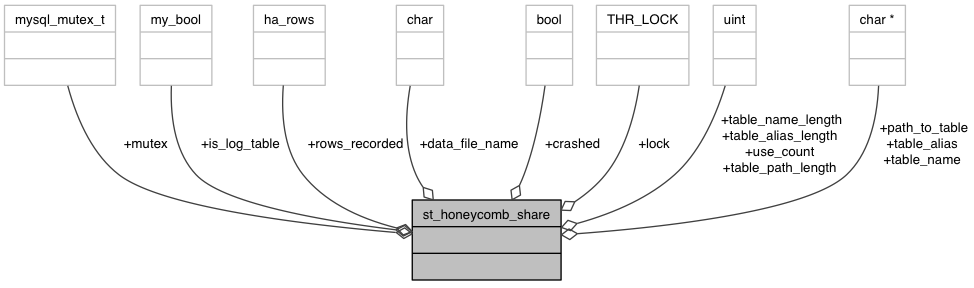 mysql_mutex_t
my_bool
ha_rows
char
bool
THR_LOCK
uint
char *
+mutex
+is_log_table
+rows_recorded
+data_file_name
+crashed
+lock
+table_name_length
+table_alias_length
+use_count
+table_path_length
+path_to_table
+table_alias
+table_name
st_honeycomb_share